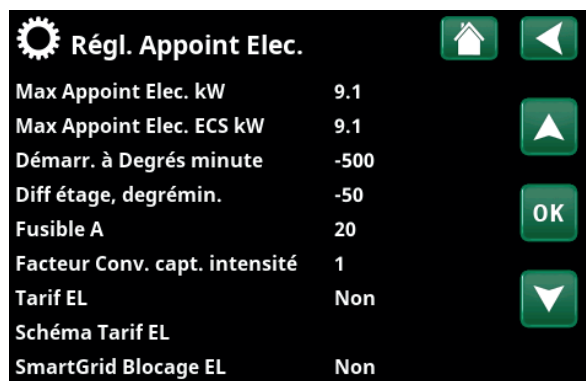 Régl. Appoint Elec.
Max Appoint Elec. kW 9.1
Max Appoint Elec. ECS kW 9.1
Démarr. à Degrés minute -500
Diff étage, degrémin. -50
OK
Fusible A 20
Facteur Conv. capt. intensité 1
Tarif EL Non
Schéma Tarif EL
SmartGrid Blocage EL Non